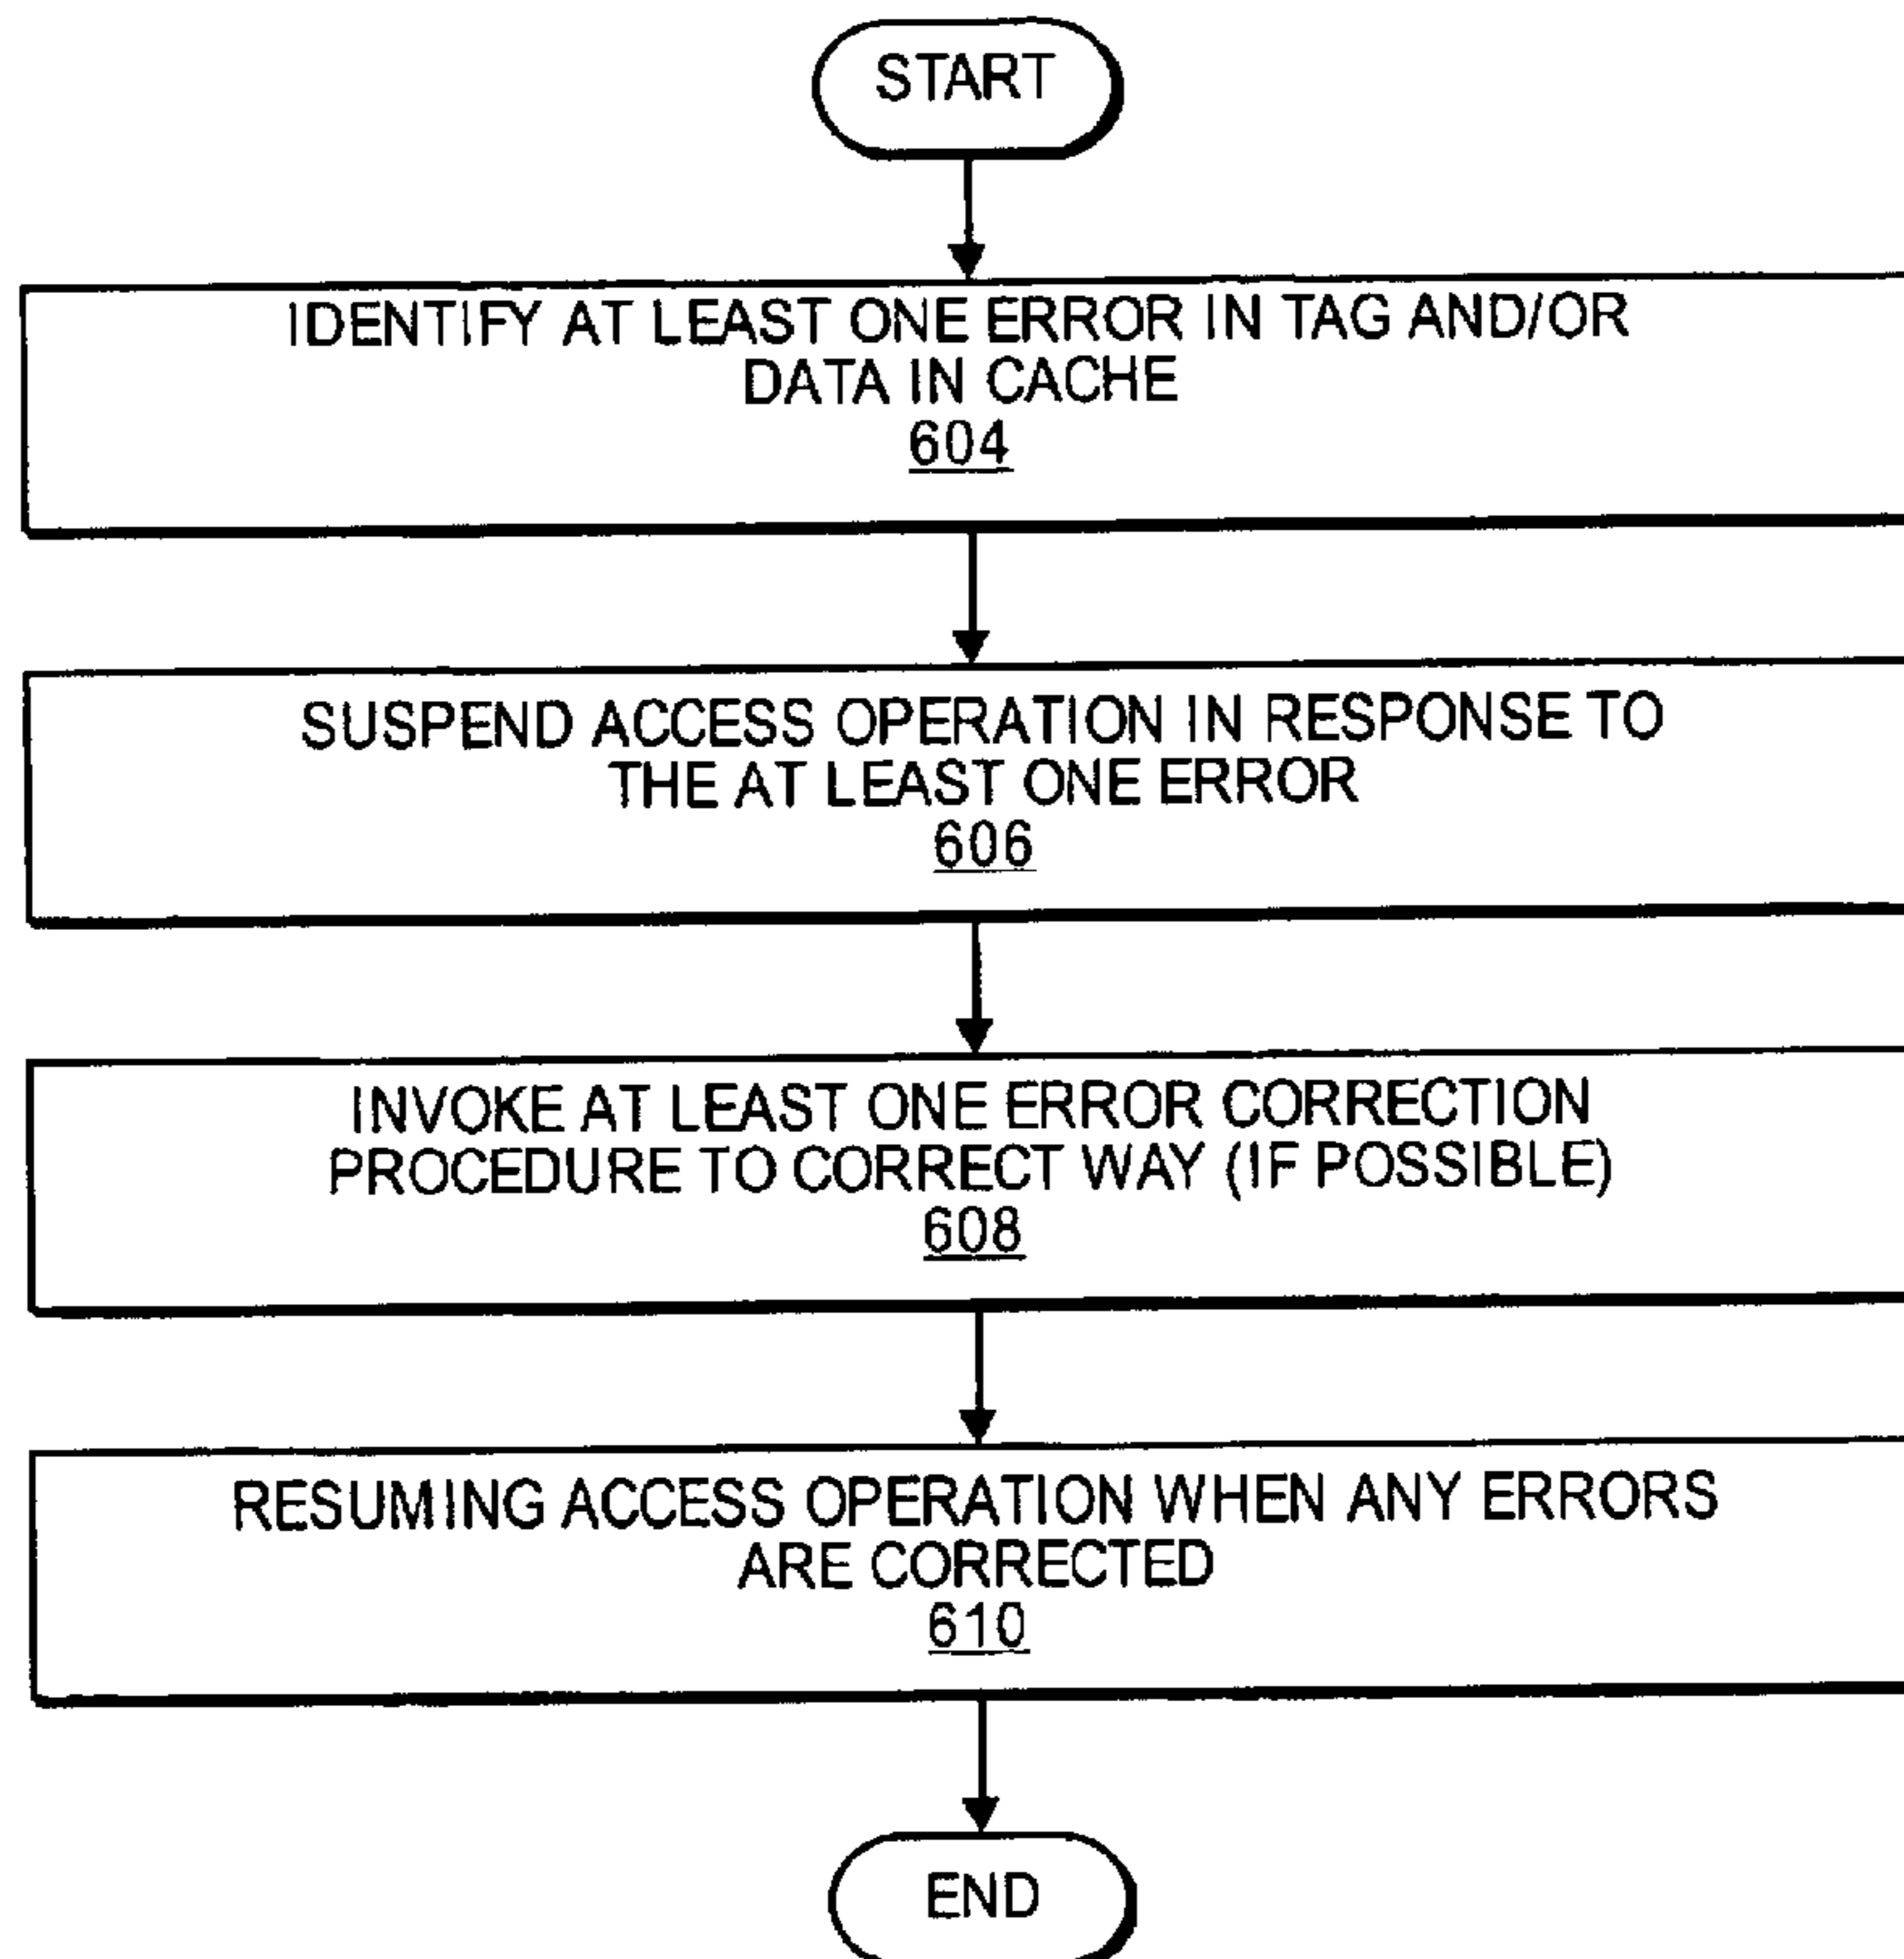 START
IDENTIFY AT LEAST ONE ERROR IN TAG AND/OR
DATA IN CACHE
604
SUSPEND ACCESS OPERATION IN RESPONSE TO
THE AT LEAST ONE ERROR
606
INVOKE AT LEAST ONE ERROR CORRECTION
PROCEDURE TO CORRECT WAY (IF POSSIBLE)
608
RESUMING ACCESS OPERATION WHEN ANY ERRORS
ARE CORRECTED
610
END